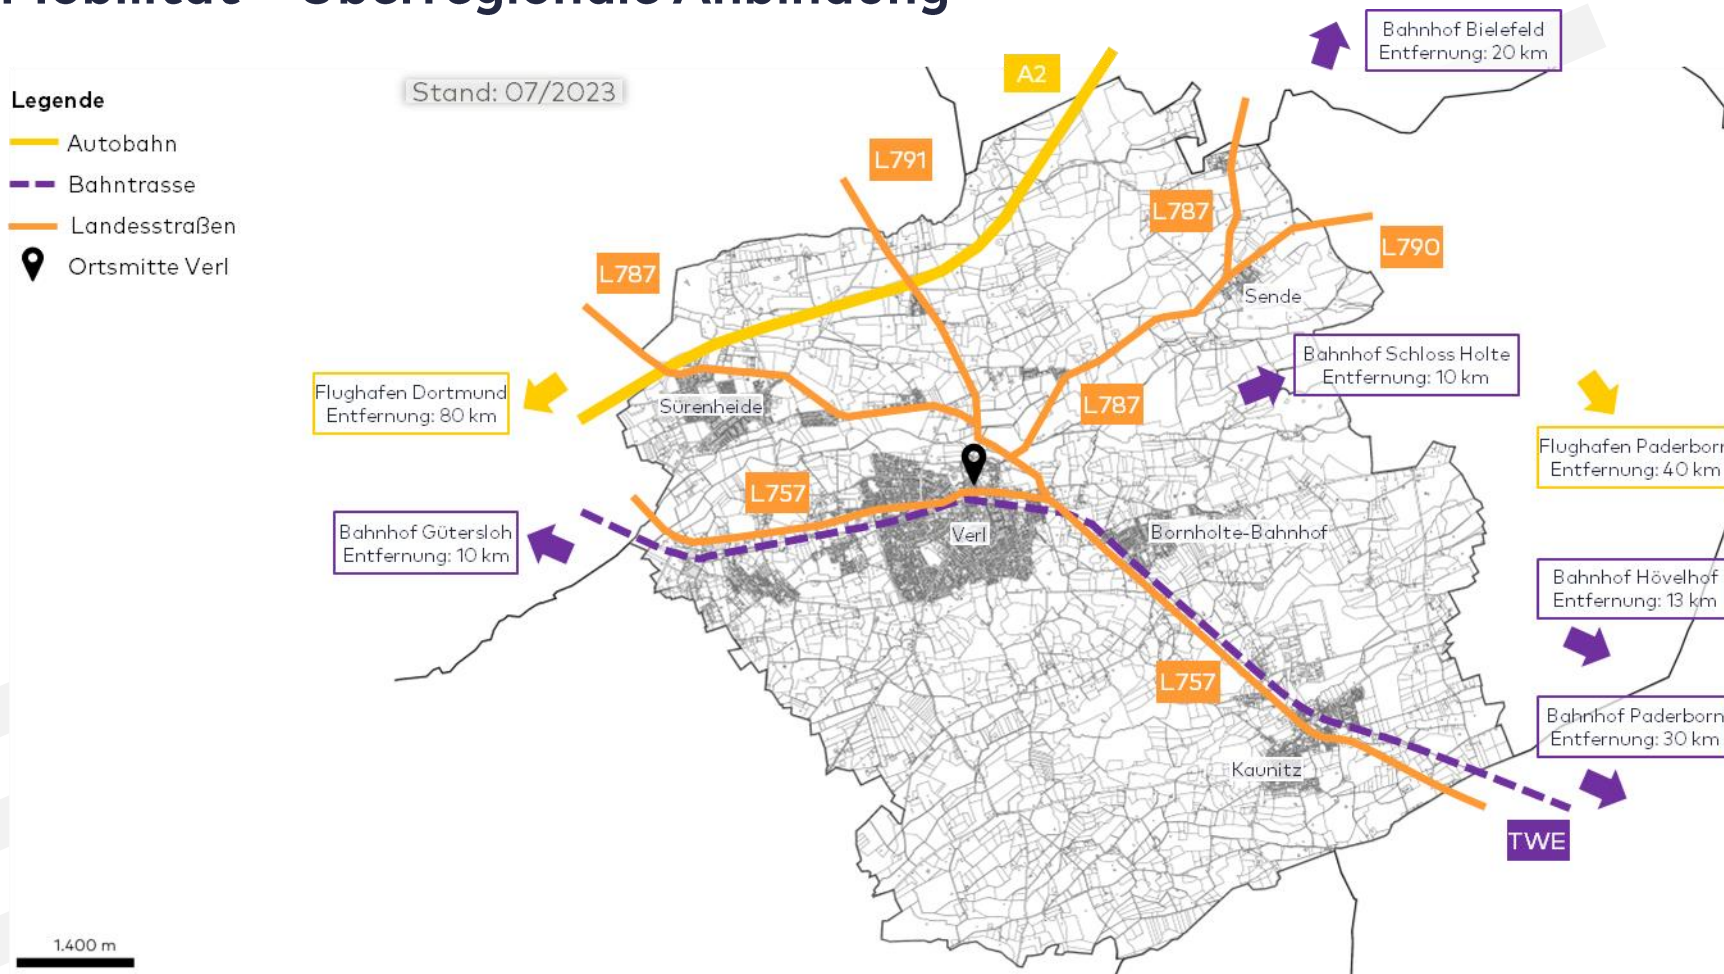 Mobilität – Überregionale Anbindung
Bahnhof Bielefeld
Entfernung: 20 km
A2
Legende
Stand: 07/2023
Autobahn
Bahntrasse
Landesstraßen
Ortsmitte Verl
L791
L787
L790
L787
Sende
Bahnhof Schloss Holte
Entfernung: 10 km
Flughafen Dortmund
Entfernung: 80 km
Sürenheide
L787
Flughafen Paderborn
Entfernung: 40 km
L757
Bahnhof Gütersloh
Entfernung: 10 km
Verl
Bornholte-Bahnhof
Bahnhof Hövelhof
Entfernung: 13 km
L757
Bahnhof Paderborn
Entfernung: 30 km
Kaunitz
TWE
1.400 m